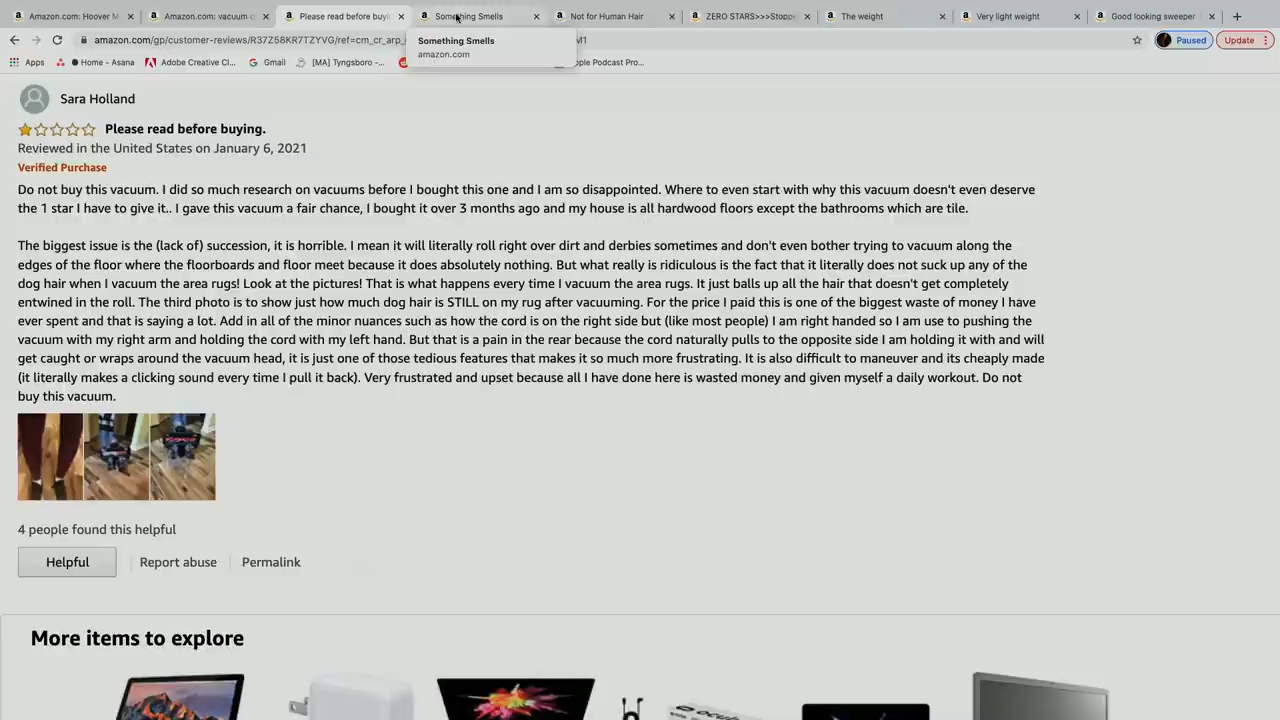 Amazon.com: Hoover M
Amazon.com: vacuum c
Please read before buyin
Something Smells
Not for Human Hair
ZERO STARS>>>Stoppe
The weight
Very light weight
Good looking sweeper
amazon.com/gp/customer-reviews/R37Z58KR7TZYVG/ref=cm_cr_arp_
M1
Paused
Update
Something Smells
amazon.com
Apps
Home - Asana
Adobe Creative Cl...
Gmail
[MA] Tyngsboro -...
ople Podcast Pro...
Sara Holland
Please read before buying.
Reviewed in the United States on January 6, 2021
Verified Purchase
Do not buy this vacuum. I did so much research on vacuums before I bought this one and I am so disappointed. Where to even start with why this vacuum doesn't even deserve
the 1 star I have to give it.. I gave this vacuum a fair chance, I bought it over 3 months ago and my house is all hardwood floors except the bathrooms which are tile.
The biggest issue is the (lack of) succession, it is horrible. I mean it will literally roll right over dirt and derbies sometimes and don't even bother trying to vacuum along the
edges of the floor where the floorboards and floor meet because it does absolutely nothing. But what really is ridiculous is the fact that it literally does not suck up any of the
dog hair when I vacuum the area rugs! Look at the pictures! That is what happens every time I vacuum the area rugs. It just balls up all the hair that doesn't get completely
entwined in the roll. The third photo is to show just how much dog hair is STILL on my rug after vacuuming. For the price I paid this is one of the biggest waste of money I have
ever spent and that is saying a lot. Add in all of the minor nuances such as how the cord is on the right side but (like most people) I am right handed so I am use to pushing the
vacuum with my right arm and holding the cord with my left hand. But that is a pain in the rear because the cord naturally pulls to the opposite side I am holding it with and will
get caught or wraps around the vacuum head, it is just one of those tedious features that makes it so much more frustrating. It is also difficult to maneuver and its cheaply made
(it literally makes a clicking sound every time I pull it back). Very frustrated and upset because all I have done here is wasted money and given myself a daily workout. Do not
buy this vacuum.
4 people found this helpful
Helpful
Report abuse
Permalink
More items to explore